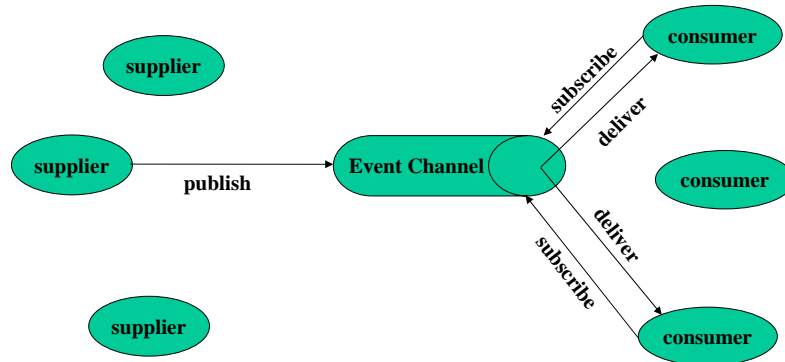 consumer
supplier
subscribe
deliver
supplier
publish
Event Channel
consumer
deliver
subscribe
supplier
consumer